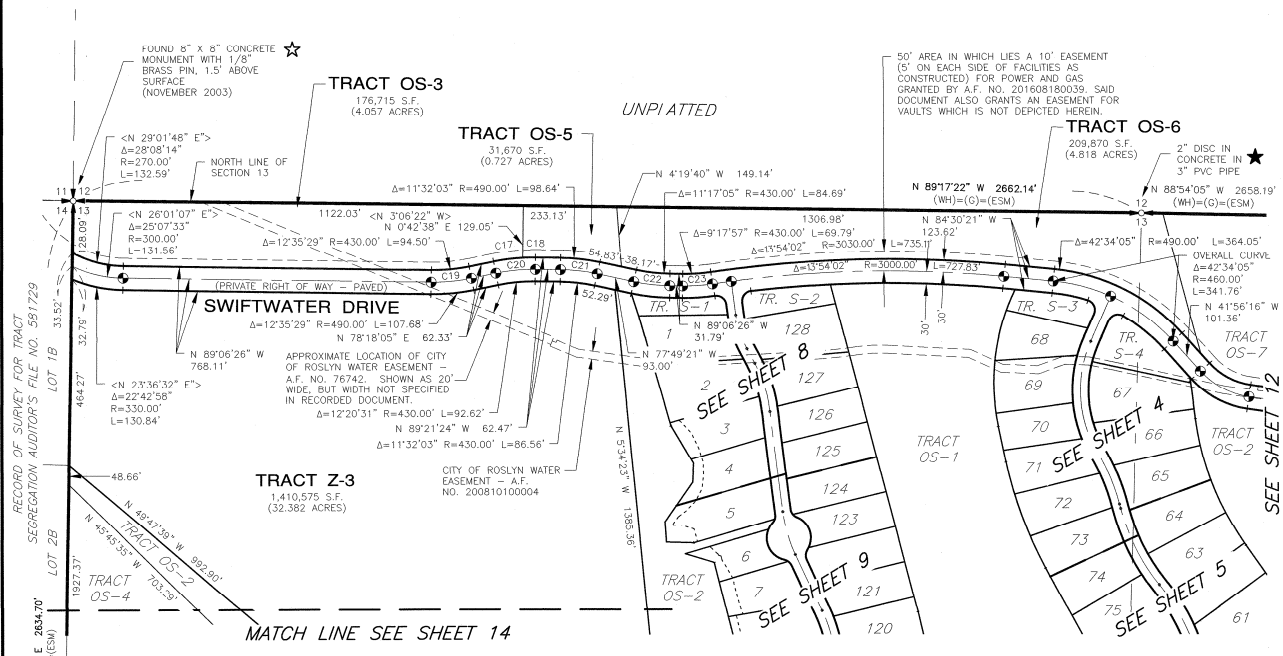 FOUND 8" X 8" CONCRETE
MONUMENT WITH 1/8"
BRASS PIN, 1.5' ABOVE
SURFACE
(NOVEMBER 2003)
TRACT OS-3
176,715 S.F.
(4.057 ACRES)
UNPLATTED
50' AREA IN WHICH LIES A 10' EASEMENT
(5' ON EACH SIDE OF FACILITIES AS
CONSTRUCTED) FOR POWER AND GAS
GRANTED BY A.F. NO. 201608180039. SAID
DOCUMENT ALSO GRANTS AN EASEMENT FOR
VAULTS WHICH IS NOT DEPICTED HEREIN.
TRACT OS-5
31,670 S.F.
(0.727 ACRES)
TRACT OS-6
209,870 S.F.
(4.818 ACRES)
2" DISC IN
CONCRETE IN
3" PVC PIPE
<N 29°01'48" E">
Δ=28°08'14"
R=270.00'
L=132.59'
NORTH LINE OF
SECTION 13
N 4°19'40" W 149.14'
N 89°17'22" W 2662.14'
(WH)=(G)=(ESM)
N 88°54'05" W 2658.19'
(WH)=(G)=(ESM)
11 12
14 13
12
13
Δ=11°32'03" R=490.00' L=98.64'
Δ=11°17'05" R=430.00' L=84.69'
<N 26°01'07" E">
Δ=25°07'33"
R=300.00'
L=131.56'
1122.03'
<N 3°06'22" W>
N 0°42'38" E 129.05'
233.13'
1306.98'
N 84°30'21" W
123.62'
Δ=12°35'29" R=430.00' L=94.50'
C17 C18
54.83'
38.17'
Δ=9°17'57" R=430.00' L=69.79'
Δ=13°54'02" R=3030.00' L=735.11'
Δ=42°34'05" R=490.00' L=364.05'
OVERALL CURVE
Δ=42°34'05"
R=460.00'
L=341.76'
128.09'
C19 C20 C21 C22 C23
Δ=13°54'02" R=3000.00' L=727.83'
(PRIVATE RIGHT OF WAY - PAVED)
SWIFTWATER DRIVE
52.29'
TR. S-1
TR. S-2
TR. S-3
N 41°56'16" W
101.36'
33.52'
32.79'
Δ=12°35'29" R=490.00' L=107.68'
N 78°18'05" E 62.33'
1
128
N 89°06'26" W
31.79'
30'
30'
68
TR.
S-4
TRACT
OS-7
N 89°06'26" W
768.11'
APPROXIMATE LOCATION OF CITY
OF ROSLYN WATER EASEMENT -
A.F. NO. 76742. SHOWN AS 20'
WIDE, BUT WIDTH NOT SPECIFIED
IN RECORDED DOCUMENT.
N 77°49'21" W
93.00'
SEE SHEET 8
2
127
69
67
<N 23°36'32" E">
Δ=22°42'58"
R=330.00'
L=130.84'
Δ=12°20'31" R=430.00' L=92.62'
N 89°21'24" W 62.47'
Δ=11°32'03" R=430.00' L=86.56'
3
126
70
SEE SHEET 4
66
TRACT
OS-2
SEE SHEET 12
RECORD OF SURVEY FOR TRACT
SEGREGATION AUDITOR'S FILE NO. 581729
LOT 1B
464.27'
N 5°34'23" W 1385.36'
125
TRACT
OS-1
71
65
48.66'
TRACT Z-3
1,410,575 S.F.
(32.382 ACRES)
CITY OF ROSLYN WATER
EASEMENT - A.F.
NO. 200810100004
4
124
72
64
5
123
73
63
N 49°47'39" W 992.90'
TRACT OS-2
N 45°45'35" W 703.29'
LOT 2B
1927.37'
TRACT
OS-4
TRACT
OS-2
6
7
SEE SHEET 9
121
74
75
SEE SHEET 5
61
120
MATCH LINE SEE SHEET 14
E 2634.70'
(ESM)